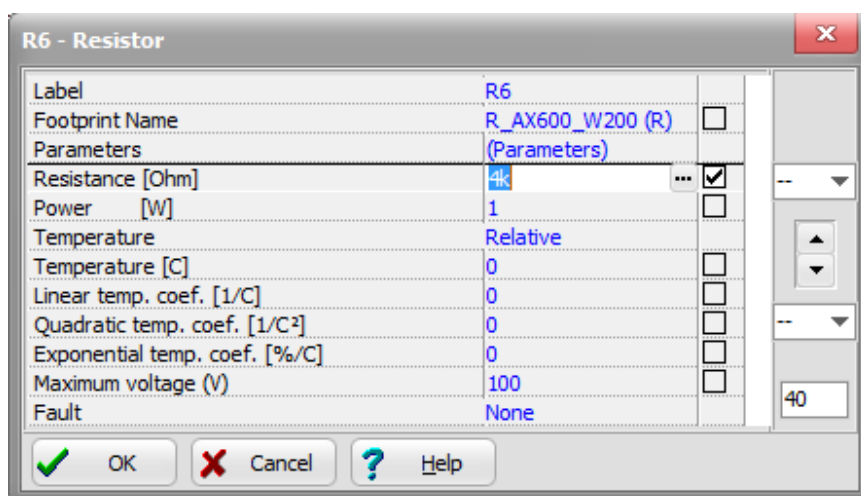 R6 - Resistor
Label R6
Footprint Name R_AX600_W200 (R)
Parameters (Parameters)
Resistance [Ohm] 4k ...
Power [W] 1
Temperature Relative
Temperature [C] 0
Linear temp. coef. [1/C] 0
Quadratic temp. coef. [1/C²] 0
Exponential temp. coef. [%/C] 0
Maximum voltage (V) 100
Fault None
--
--
40
OK Cancel Help